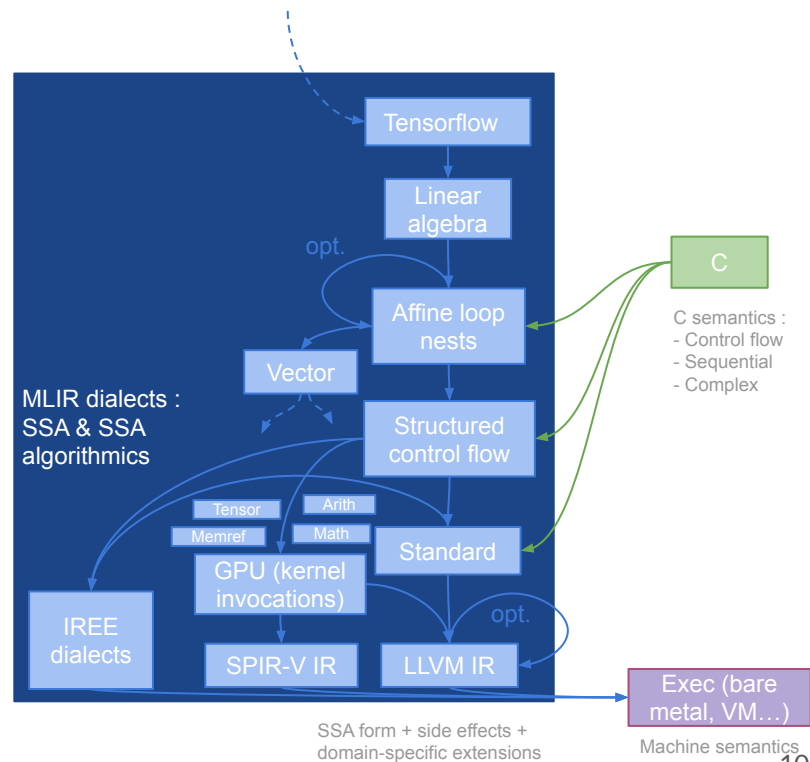 Tensorflow
Linear
algebra
opt.
C
Affine loop
nests
C semantics :
- Control flow
- Sequential
- Complex
Vector
MLIR dialects :
SSA & SSA
algorithmics
Structured
control flow
Tensor
Arith
Memref
Math
Standard
GPU (kernel
invocations)
IREE
dialects
opt.
SPIR-V IR
LLVM IR
Exec (bare
metal, VM…)
SSA form + side effects +
domain-specific extensions
Machine semantics